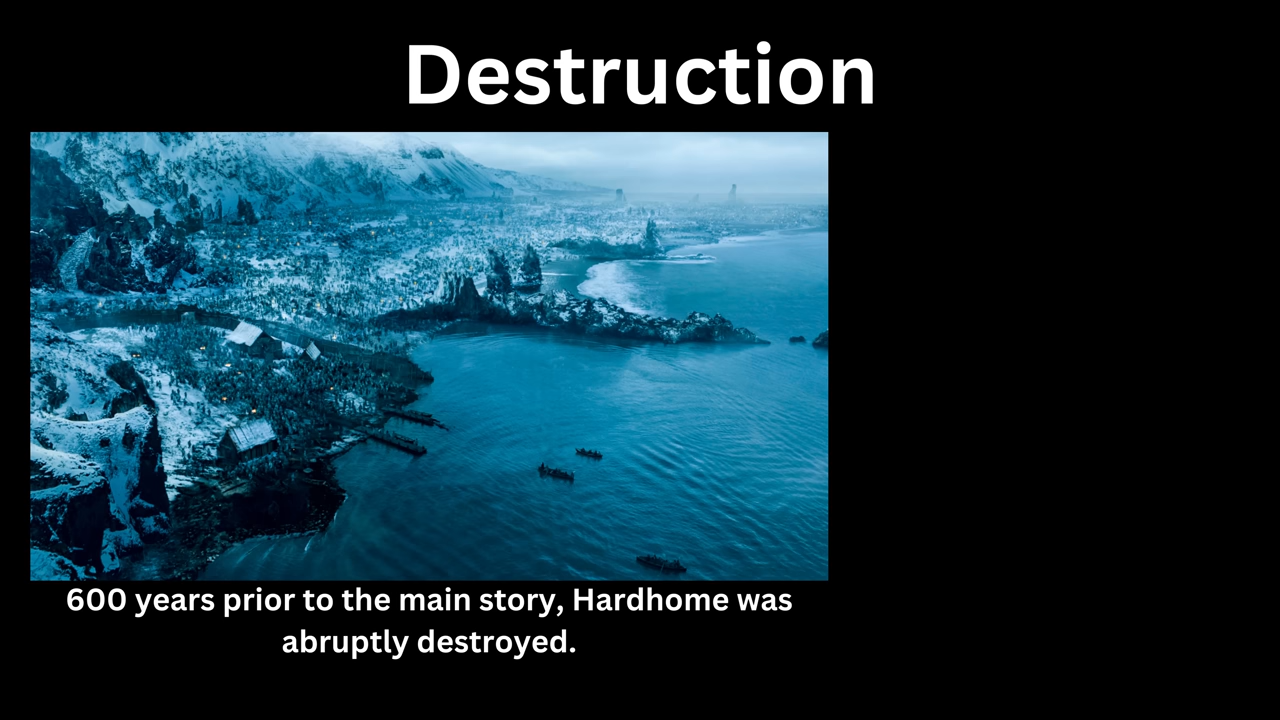 Destruction
600 years prior to the main story, Hardhome was
abruptly destroyed.